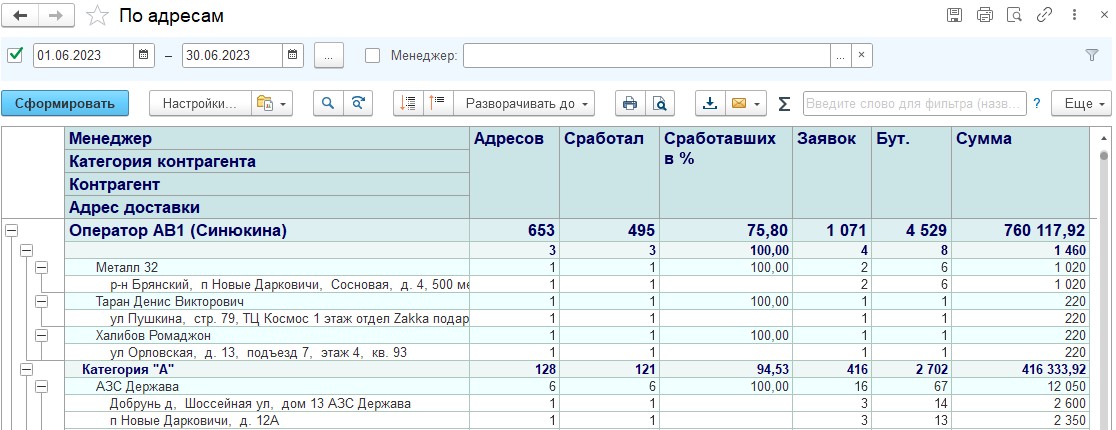 По адресам
01.06.2023 – 30.06.2023 ... Менеджер: ... ×
Сформировать Настройки... Разворачивать до Σ Введите слово для фильтра (назв... ? Еще
Менеджер Адресов Сработал Сработавших в % Заявок Бут. Сумма
Категория контрагента
Контрагент
Адрес доставки
Оператор АВ1 (Синюкина) 653 495 75,80 1 071 4 529 760 117,92
3 3 100,00 4 8 1 460
Металл 32 1 1 100,00 2 6 1 020
р-н Брянский, п Новые Дарковичи, Сосновая, д. 4, 500 ме 1 1 2 6 1 020
Таран Денис Викторович 1 1 100,00 1 1 220
ул Пушкина, стр. 79, ТЦ Космос 1 этаж отдел Zakka подар 1 1 1 1 220
Халибов Ромаджон 1 1 100,00 1 1 220
ул Орловская, д. 13, подъезд 7, этаж 4, кв. 93 1 1 1 1 220
Категория "А" 128 121 94,53 416 2 702 416 333,92
АЗС Держава 6 6 100,00 16 67 12 050
Добрунь д, Шоссейная ул, дом 13 АЗС Держава 1 1 3 14 2 600
п Новые Дарковичи, д. 12А 1 1 3 13 2 350